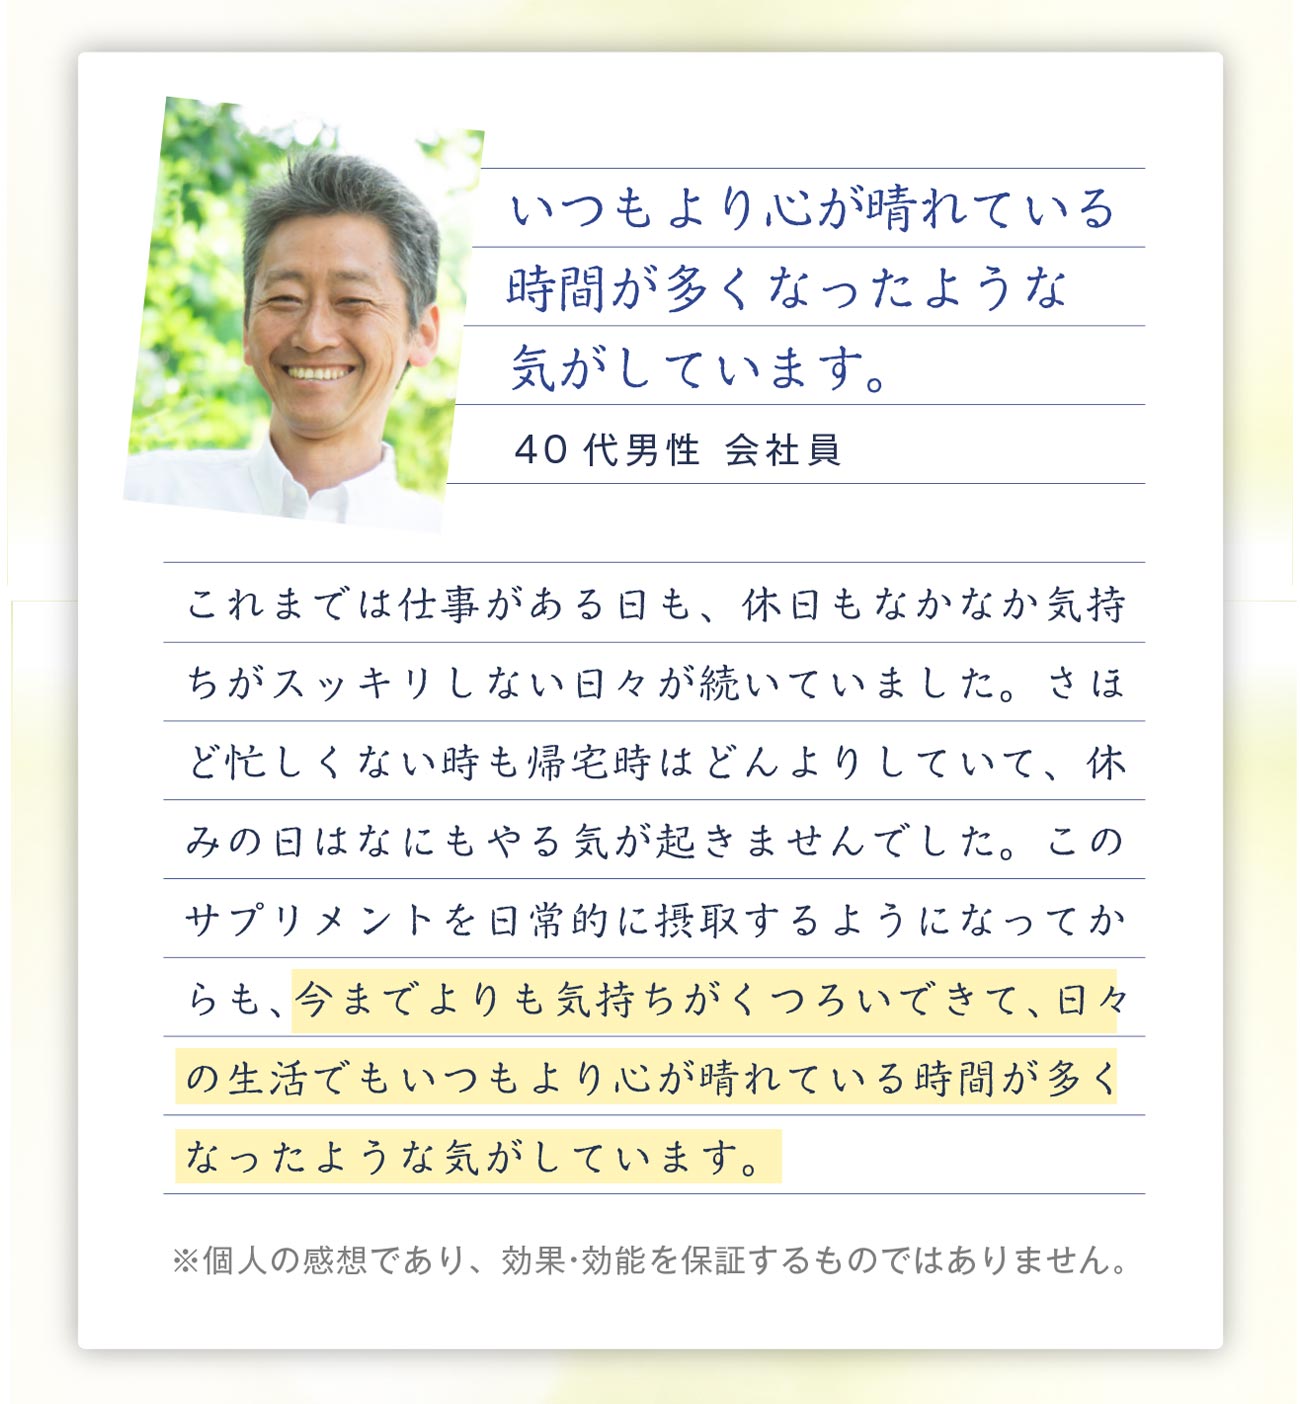 いつもより心が晴れている
時間が多くなったような
気がしています。
40代男性 会社員
これまでは仕事がある日も、休日もなかなか気持
ちがスッキリしない日々が続いていました。さほ
ど忙しくない時も帰宅時はどんよりしていて、休
みの日はなにもやる気が起きませんでした。この
サプリメントを日常的に摂取するようになってか
らも、今までよりも気持ちがくつろいできて、日々
の生活でもいつもより心が晴れている時間が多く
なったような気がしています。
※個人の感想であり、効果・効能を保証するものではありません。